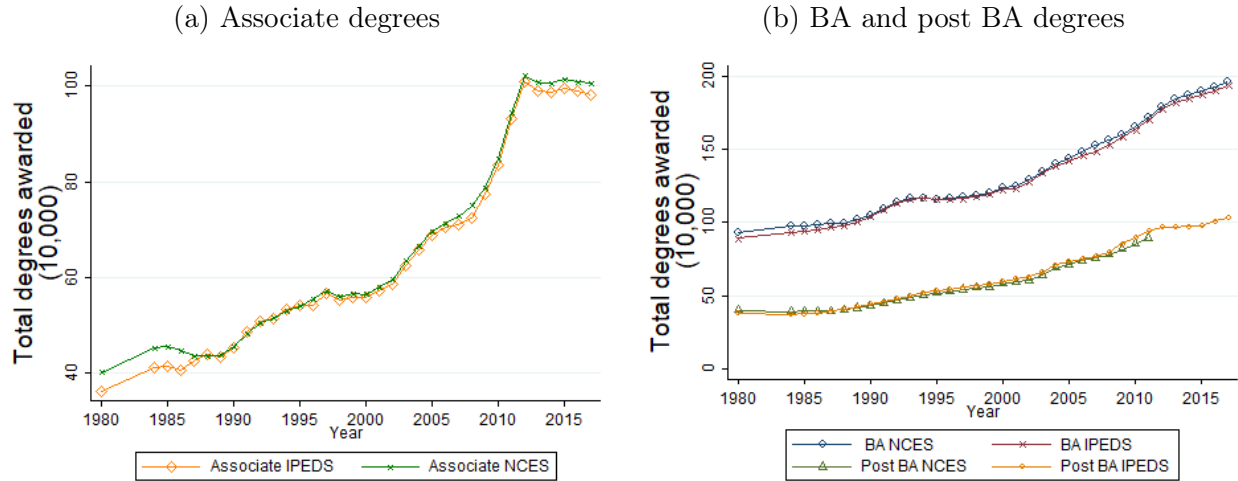 (a) Associate degrees
Total degrees awarded
(10,000)
100
80
60
40
1980 1985 1990 1995 2000 2005 2010 2015
Year
Associate IPEDS Associate NCES
(b) BA and post BA degrees
Total degrees awarded
(10,000)
200
150
100
50
0
1980 1985 1990 1995 2000 2005 2010 2015
Year
BA NCES BA IPEDS
Post BA NCES Post BA IPEDS